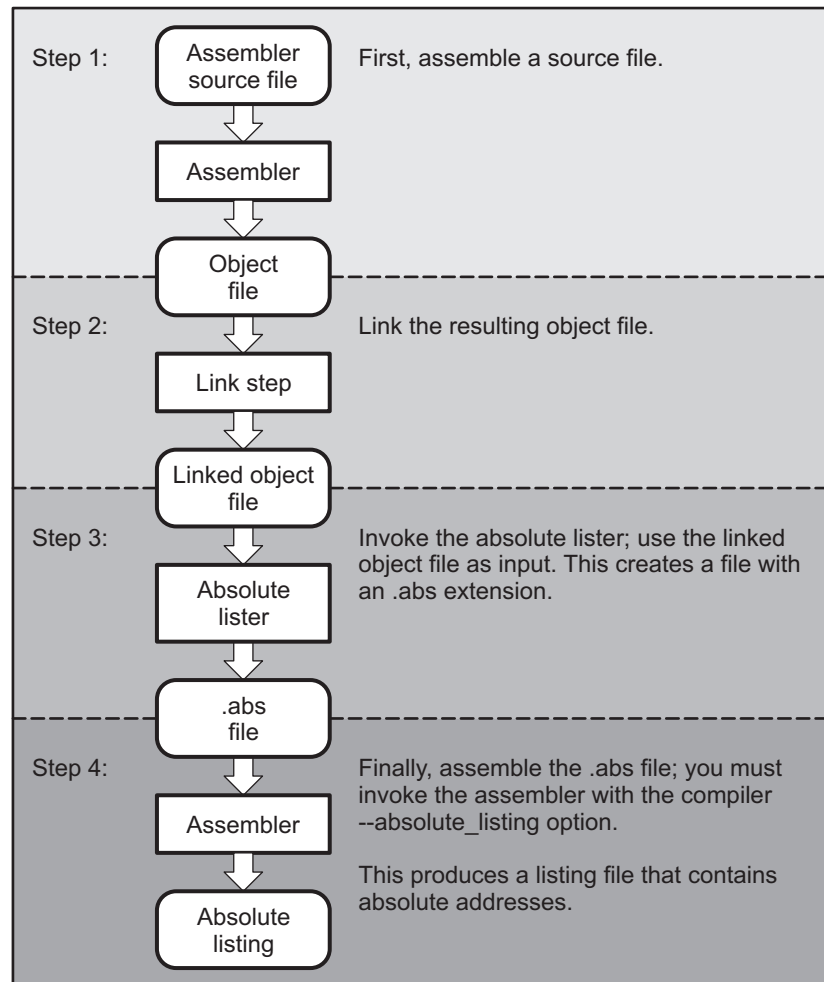 Step 1:
Assembler
source file
First, assemble a source file.
Assembler
Object
file
Step 2:
Link the resulting object file.
Link step
Linked object
file
Step 3:
Invoke the absolute lister; use the linked
object file as input. This creates a file with
an .abs extension.
Absolute
lister
.abs
file
Step 4:
Finally, assemble the .abs file; you must
invoke the assembler with the compiler
--absolute_listing option.
Assembler
This produces a listing file that contains
absolute addresses.
Absolute
listing